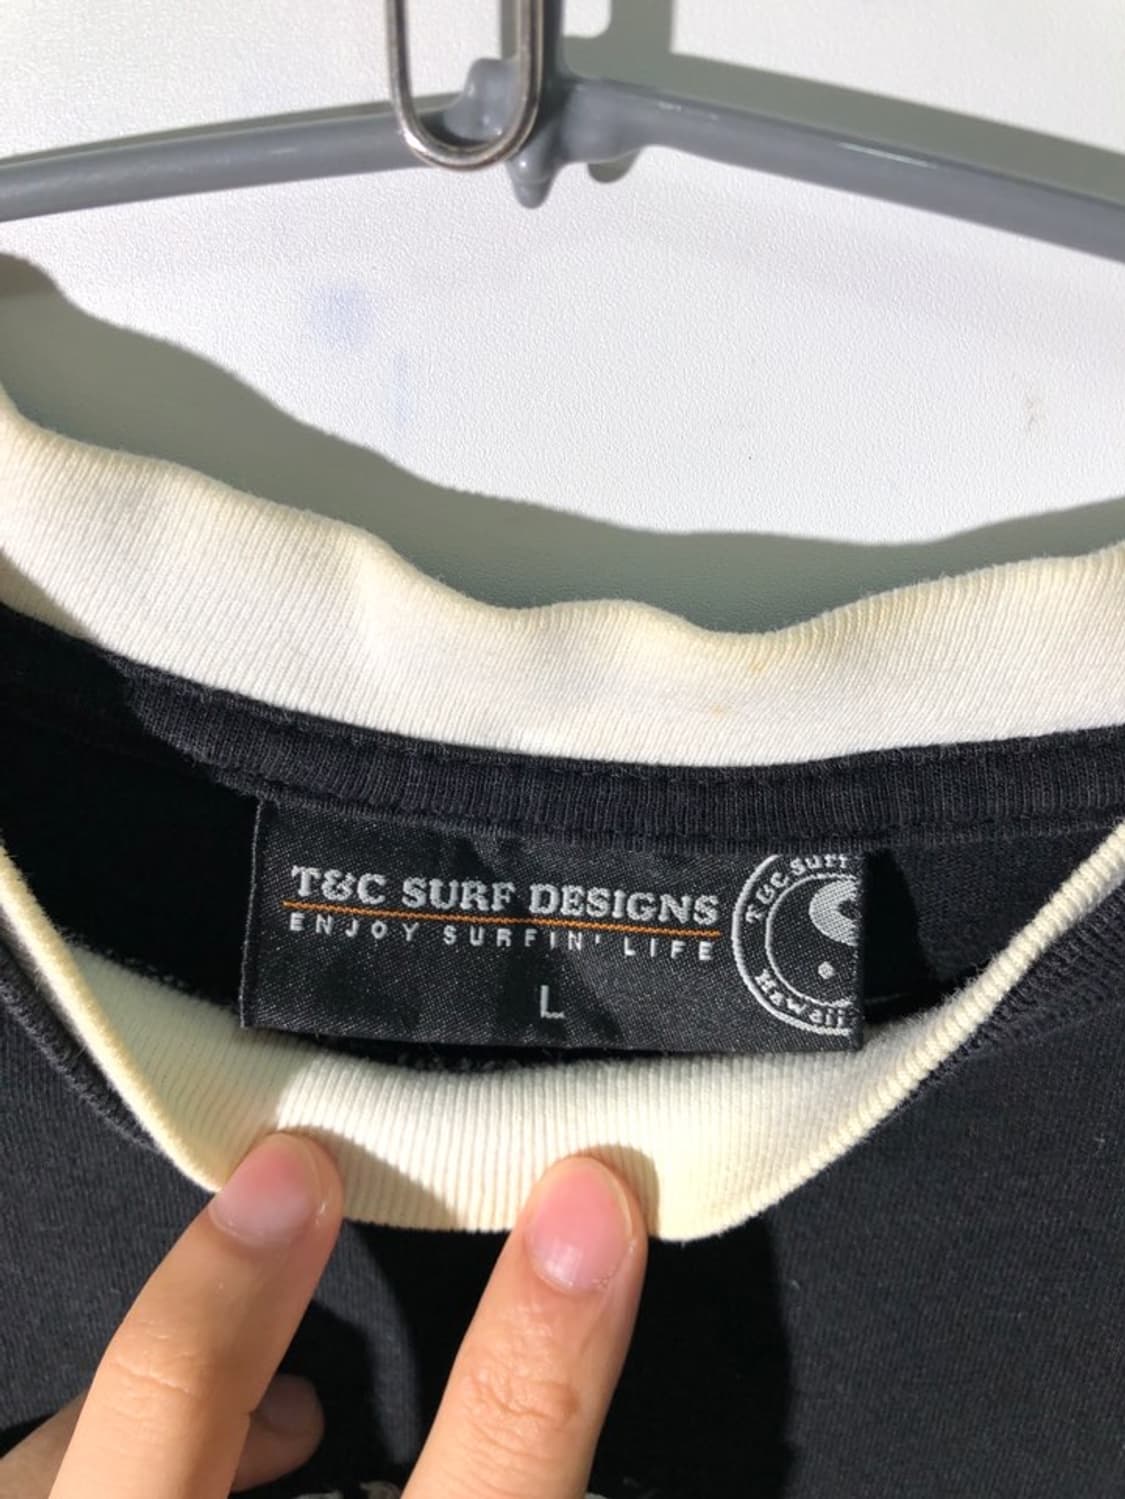 T&C SURF DESIGNS
ENJOY SURFIN' LIFE
L
T&C Surf
Hawaii